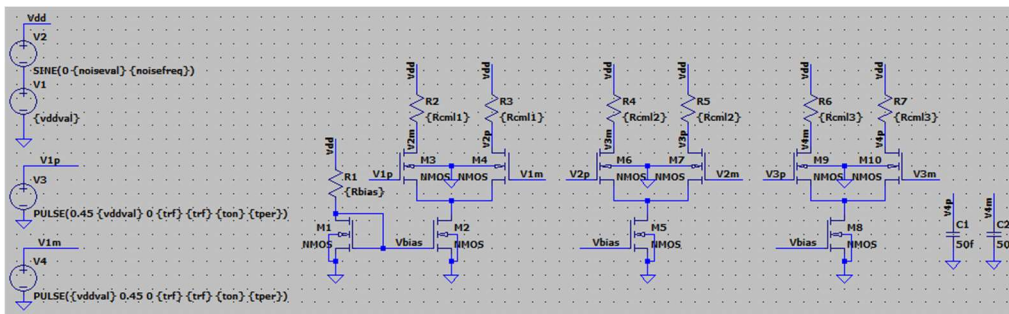 Vdd
V2
SINE(0 {noiseval} {noisefreq})
V1
{vddval}
V1p
V3
PULSE(0.45 {vddval} 0 {trf} {trf} {ton} {tper})
V1m
V4
PULSE({vddval} 0.45 0 {trf} {trf} {ton} {tper})
Vdd
R1
{Rbias}
M1
NMOS
Vdd
R2
{Rcml1}
V2m
Vdd
R3
{Rcml1}
V2p
V1p
M3
NMOS
M4
NMOS
V1m
Vbias
M2
NMOS
Vdd
R4
{Rcml2}
V3m
Vdd
R5
{Rcml2}
V3p
V2p
M6
NMOS
M7
NMOS
V2m
Vbias
M5
NMOS
Vdd
R6
{Rcml3}
V4m
Vdd
R7
{Rcml3}
V4p
V3p
M9
NMOS
M10
NMOS
V3m
Vbias
M8
NMOS
V4p
C1
50f
V4m
C2
50